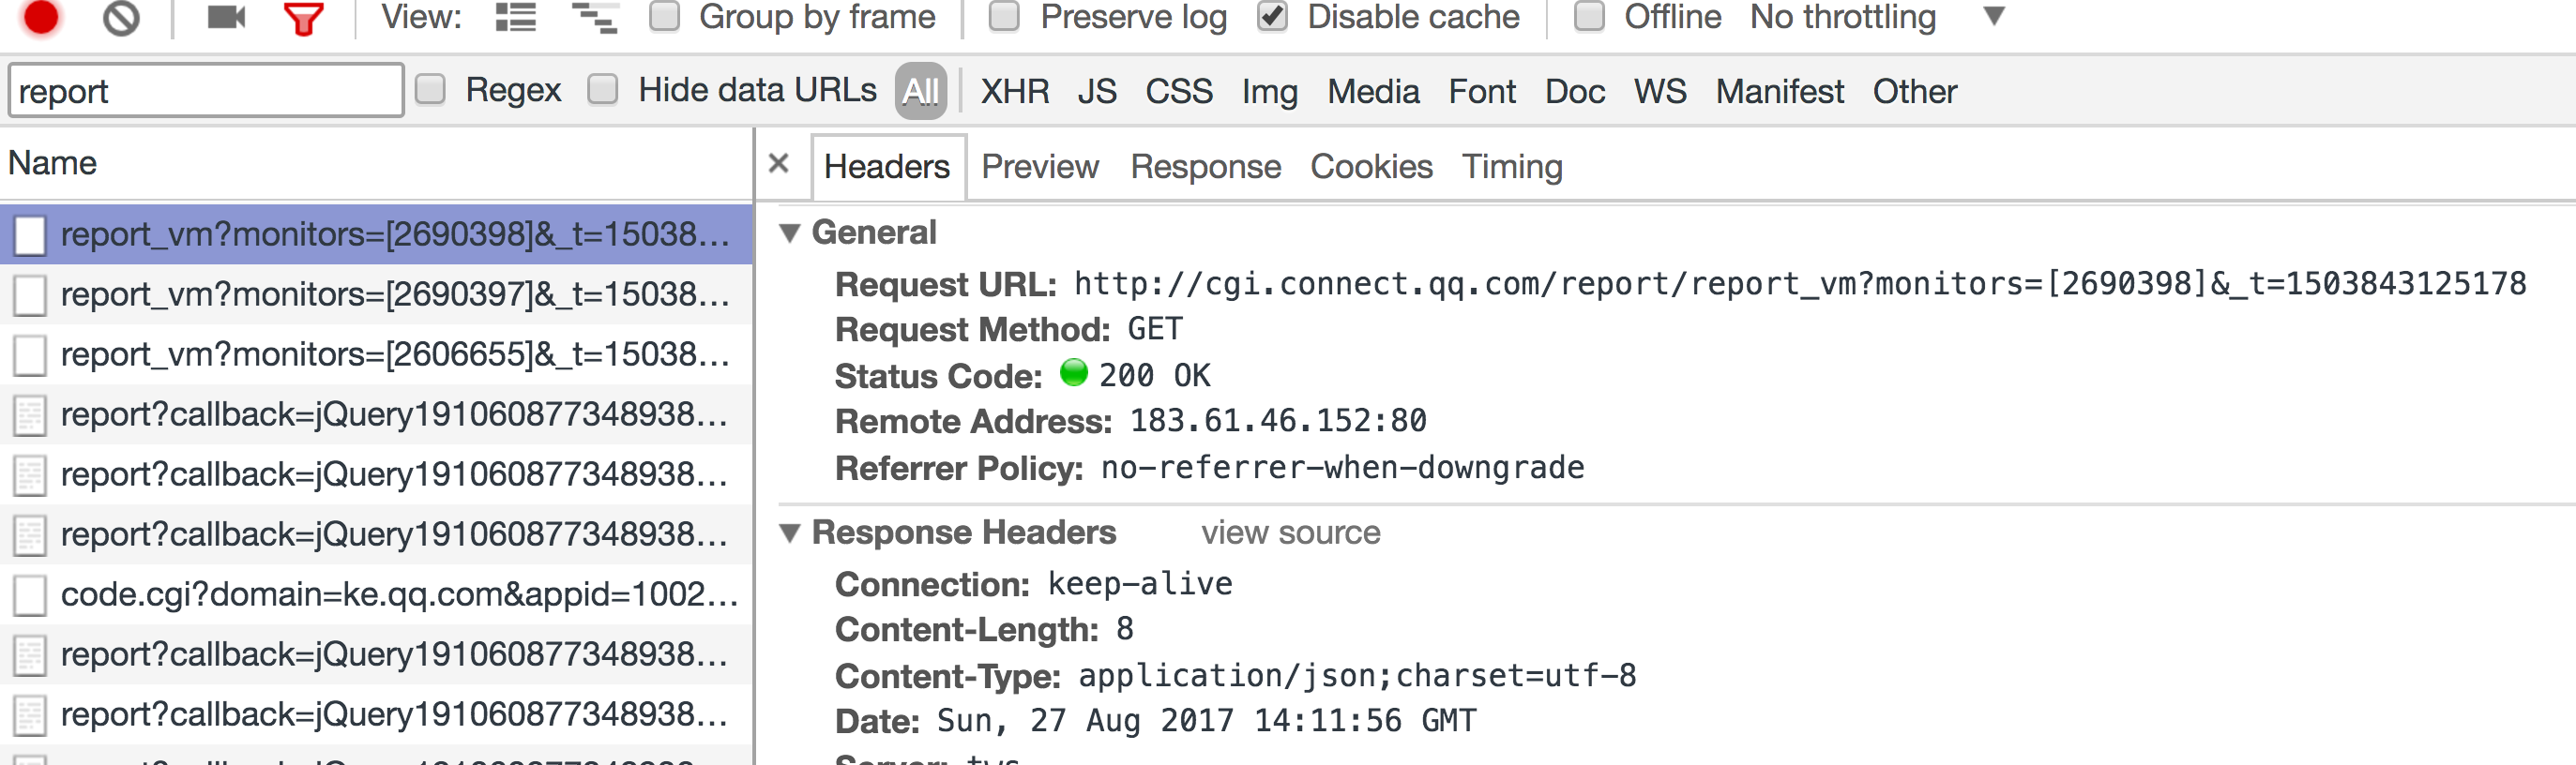 View: Group by frame Preserve log Disable cache Offline No throttling
report Regex Hide data URLs All XHR JS CSS Img Media Font Doc WS Manifest Other
Name
report_vm?monitors=[2690398]&_t=15038...
report_vm?monitors=[2690397]&_t=15038...
report_vm?monitors=[2606655]&_t=15038...
report?callback=jQuery191060877348938...
report?callback=jQuery191060877348938...
report?callback=jQuery191060877348938...
code.cgi?domain=ke.qq.com&appid=1002...
report?callback=jQuery191060877348938...
report?callback=jQuery191060877348938...
× Headers Preview Response Cookies Timing
General
Request URL: http://cgi.connect.qq.com/report/report_vm?monitors=[2690398]&_t=1503843125178
Request Method: GET
Status Code: 200 OK
Remote Address: 183.61.46.152:80
Referrer Policy: no-referrer-when-downgrade
Response Headers view source
Connection: keep-alive
Content-Length: 8
Content-Type: application/json;charset=utf-8
Date: Sun, 27 Aug 2017 14:11:56 GMT
Server: tws